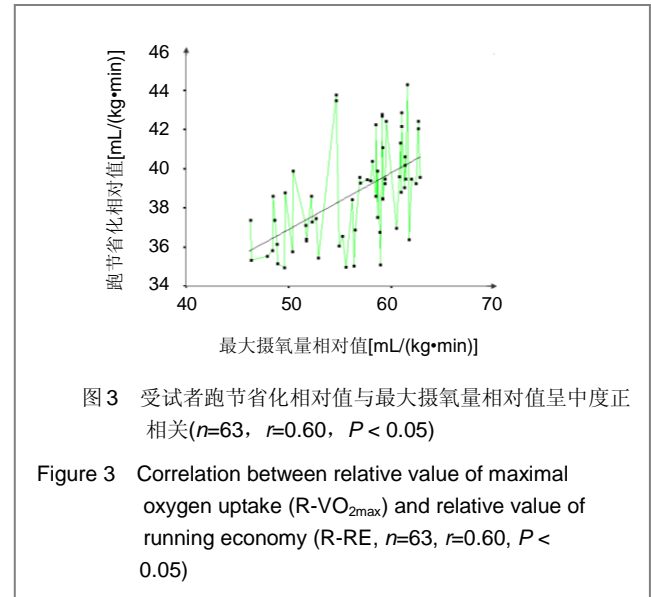 46
44
42
40
38
36
34
跑节省化相对值[mL/(kg•min)]
40 50 60 70
最大摄氧量相对值[mL/(kg•min)]
图 3 受试者跑节省化相对值与最大摄氧量相对值呈中度正
相关(n=63，r=0.60，P < 0.05)
Figure 3 Correlation between relative value of maximal
oxygen uptake (R-VO₂max) and relative value of
running economy (R-RE, n=63, r=0.60, P <
0.05)